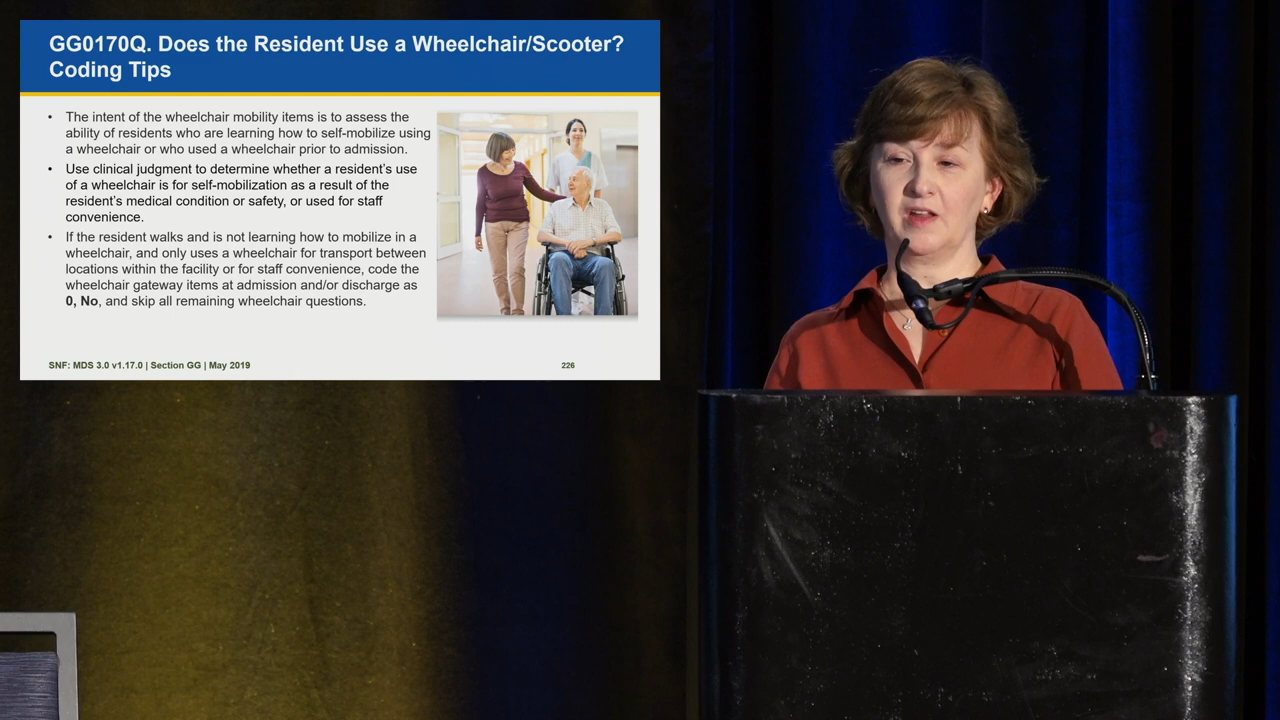 GG0170Q. Does the Resident Use a Wheelchair/Scooter?
Coding Tips
• The intent of the wheelchair mobility items is to assess the
ability of residents who are learning how to self-mobilize using
a wheelchair or who used a wheelchair prior to admission.
• Use clinical judgment to determine whether a resident's use
of a wheelchair is for self-mobilization as a result of the
resident's medical condition or safety, or used for staff
convenience.
• If the resident walks and is not learning how to mobilize in a
wheelchair, and only uses a wheelchair for transport between
locations within the facility or for staff convenience, code the
wheelchair gateway items at admission and/or discharge as
0, No, and skip all remaining wheelchair questions.
SNF: MDS 3.0 v1.17.0 | Section GG | May 2019
226